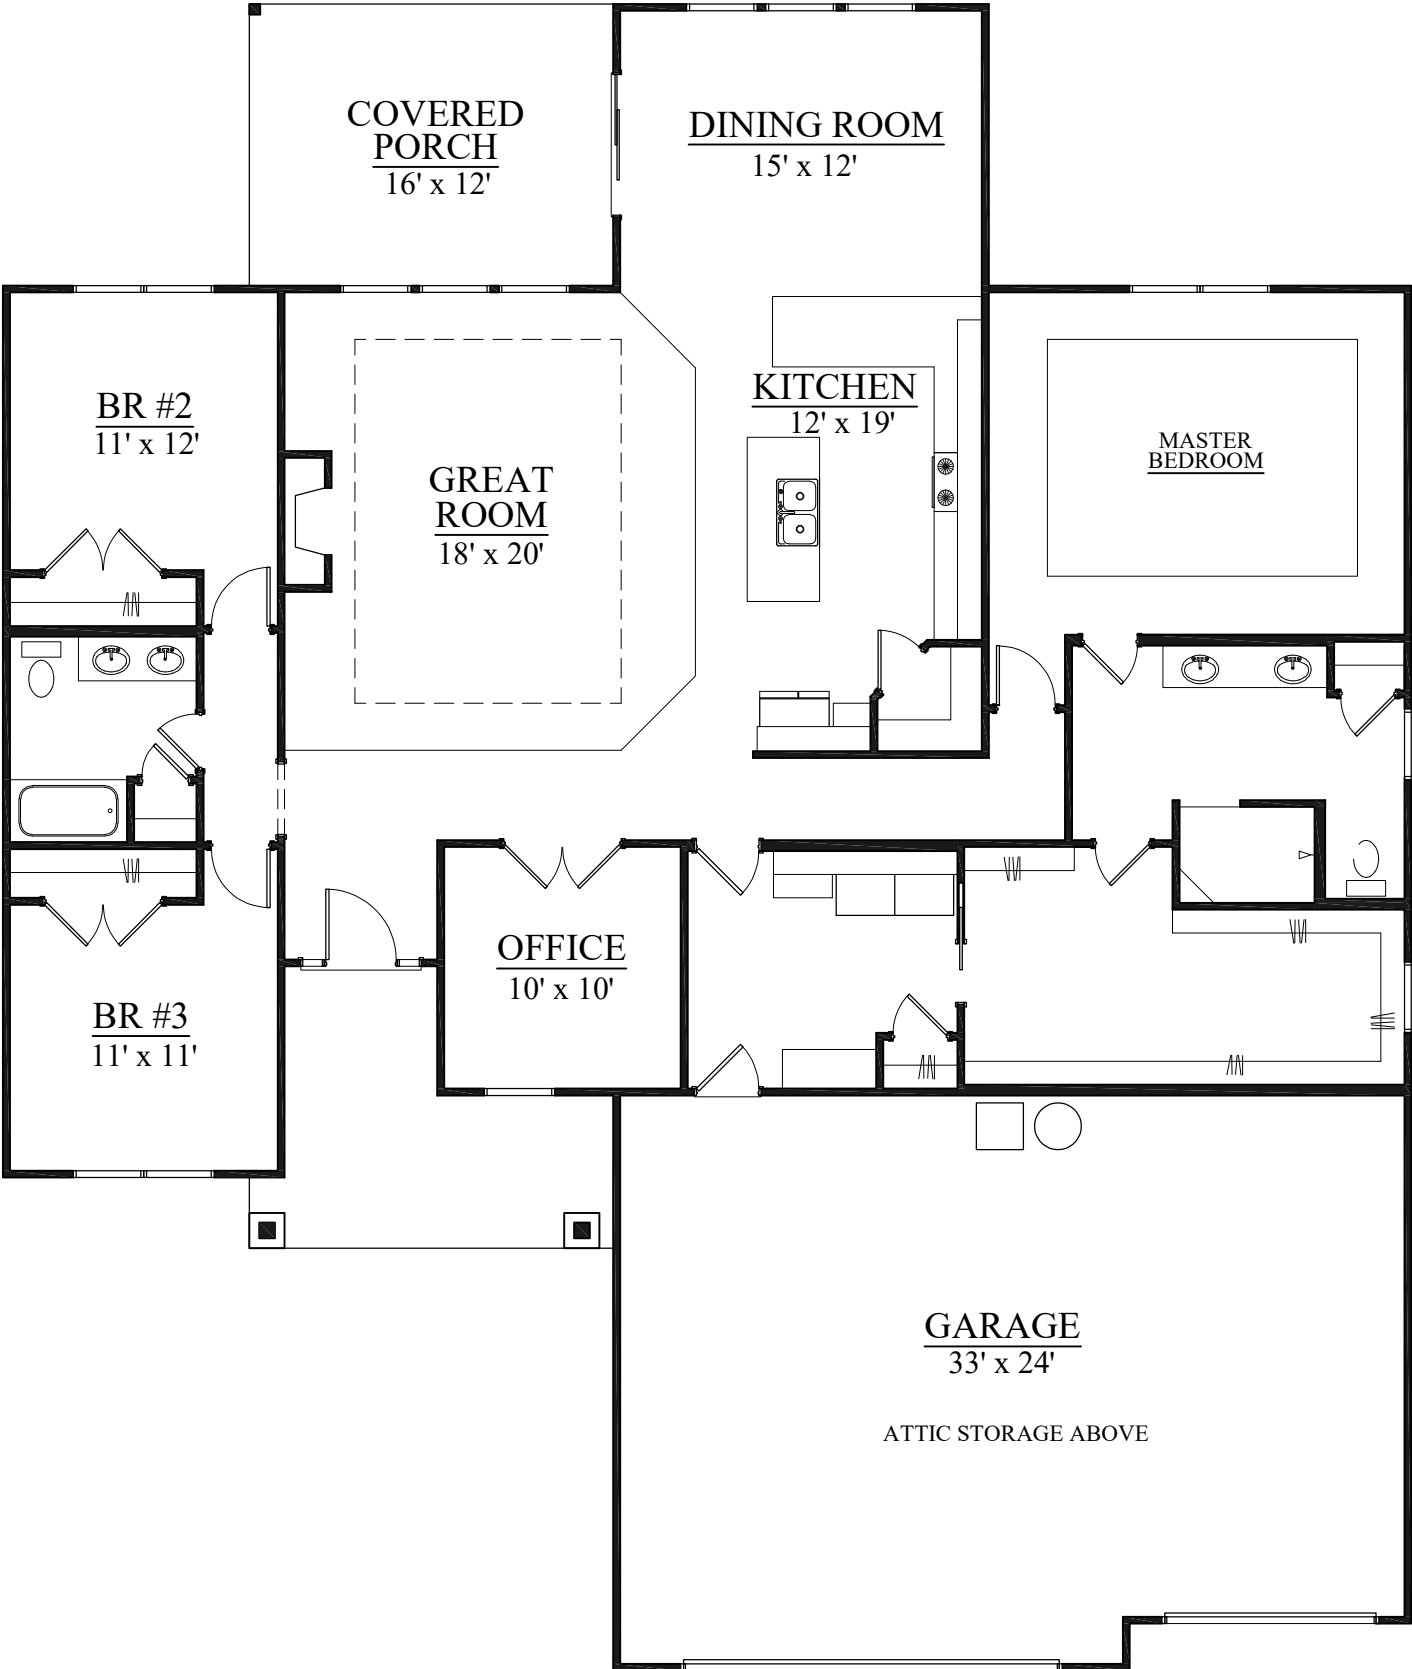 COVERED
PORCH
16' x 12'
DINING ROOM
15' x 12'
BR #2
11' x 12'
GREAT
ROOM
18' x 20'
KITCHEN
12' x 19'
MASTER
BEDROOM
OFFICE
10' x 10'
BR #3
11' x 11'
GARAGE
33' x 24'
ATTIC STORAGE ABOVE